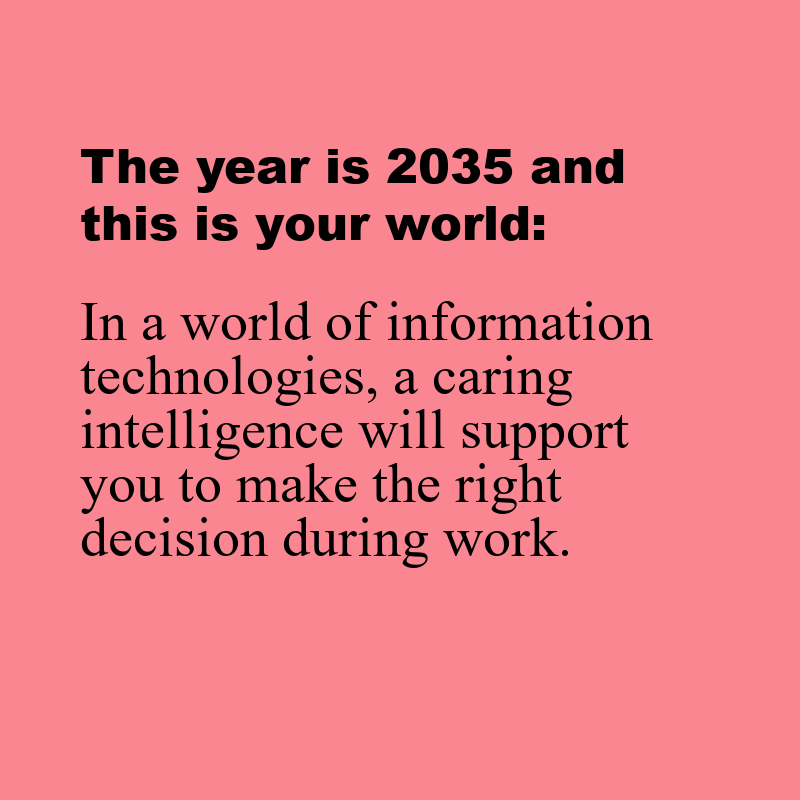 The year is 2035 and
this is your world:
In a world of information
technologies, a caring
intelligence will support
you to make the right
decision during work.